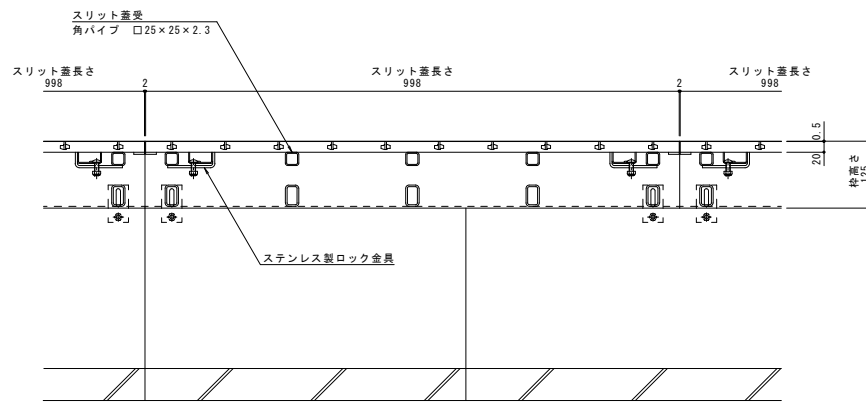 スリット蓋受
角パイプ □25×25×2.3
スリット蓋長さ
998
2
スリット蓋長さ
998
2
スリット蓋長さ
998
0.5
20
枠高さ
125
ステンレス製ロック金具